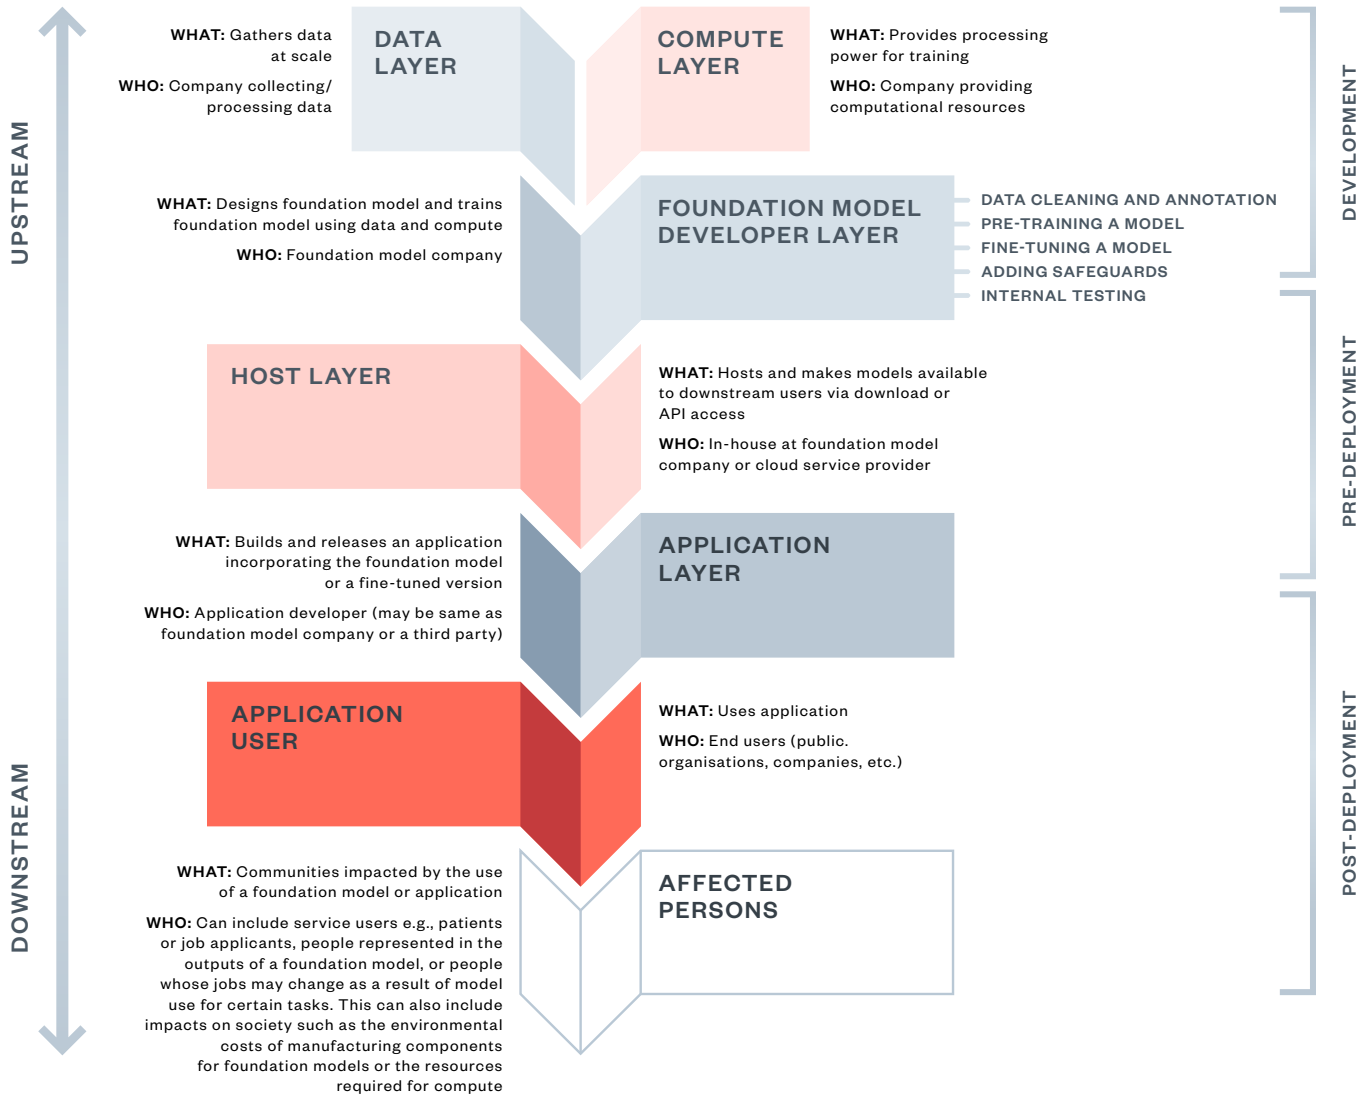 WHAT: Gathers data
at scale
WHO: Company collecting/
processing data
DATA
LAYER
COMPUTE
LAYER
WHAT: Provides processing
power for training
WHO: Company providing
computational resources
DEVELOPMENT
UPSTREAM
WHAT: Designs foundation model and trains
foundation model using data and compute
WHO: Foundation model company
FOUNDATION MODEL
DEVELOPER LAYER
DATA CLEANING AND ANNOTATION
PRE-TRAINING A MODEL
FINE-TUNING A MODEL
ADDING SAFEGUARDS
INTERNAL TESTING
HOST LAYER
WHAT: Hosts and makes models available
to downstream users via download or
API access
WHO: In-house at foundation model
company or cloud service provider
PRE-DEPLOYMENT
WHAT: Builds and releases an application
incorporating the foundation model
or a fine-tuned version
WHO: Application developer (may be same as
foundation model company or a third party)
APPLICATION
LAYER
APPLICATION
USER
WHAT: Uses application
WHO: End users (public.
organisations, companies, etc.)
POST-DEPLOYMENT
DOWNSTREAM
WHAT: Communities impacted by the use
of a foundation model or application
WHO: Can include service users e.g., patients
or job applicants, people represented in the
outputs of a foundation model, or people
whose jobs may change as a result of model
use for certain tasks. This can also include
impacts on society such as the environmental
costs of manufacturing components
for foundation models or the resources
required for compute
AFFECTED
PERSONS